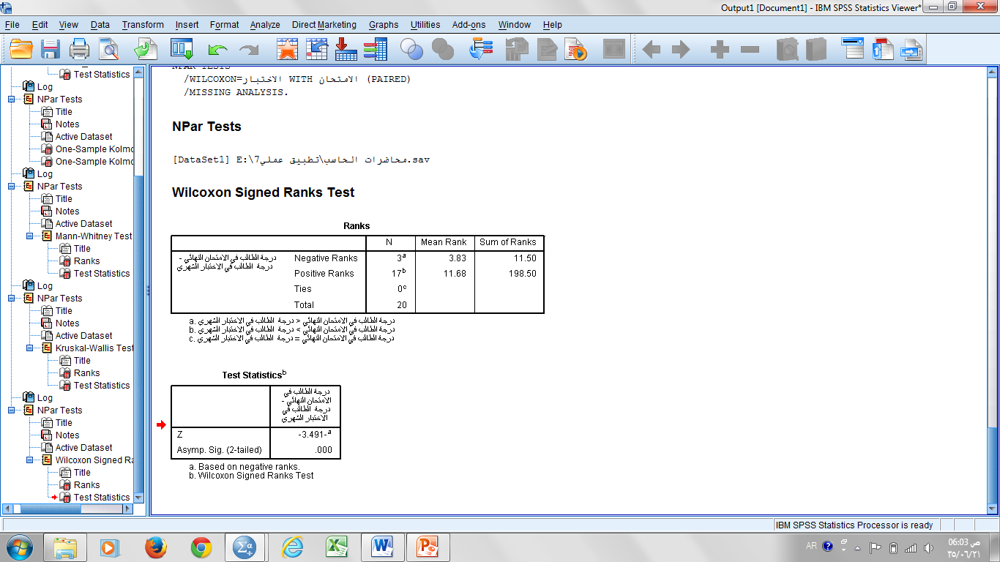 Output1 [Document1] - IBM SPSS Statistics Viewer*
File Edit View Data Transform Insert Format Analyze Direct Marketing Graphs Utilities Add-ons Window Help
Test Statistics
Log
NPar Tests
Title
Notes
Active Dataset
One-Sample Kolmo
One-Sample Kolmo
Log
NPar Tests
Title
Notes
Active Dataset
Mann-Whitney Test
Title
Ranks
Test Statistics
Log
NPar Tests
Title
Notes
Active Dataset
Kruskal-Wallis Test
Title
Ranks
Test Statistics
Log
NPar Tests
Title
Notes
Active Dataset
Wilcoxon Signed Ra
Title
Ranks
Test Statistics
NPAR TESTS
/WILCOXON=الاختبار WITH الامتحان (PAIRED)
/MISSING ANALYSIS.
NPar Tests
[DataSet1] E:\محاضرات الحاسب\تطبيق عملي7.sav
Wilcoxon Signed Ranks Test
Ranks
N Mean Rank Sum of Ranks
درجة الطالب في الامتحان النهائي -
درجة الطالب في الاختبار الشهري
Negative Ranks 3a 3.83 11.50
Positive Ranks 17b 11.68 198.50
Ties 0c
Total 20
a. درجة الطالب في الامتحان النهائي < درجة الطالب في الاختبار الشهري
b. درجة الطالب في الامتحان النهائي > درجة الطالب في الاختبار الشهري
c. درجة الطالب في الامتحان النهائي = درجة الطالب في الاختبار الشهري
Test Statisticsb
درجة الطالب في
الامتحان النهائي -
درجة الطالب في
الاختبار الشهري
Z -3.491-a
Asymp. Sig. (2-tailed) .000
a. Based on negative ranks.
b. Wilcoxon Signed Ranks Test
IBM SPSS Statistics Processor is ready
AR
06:03 ص
٣٥/٠٦/٢١